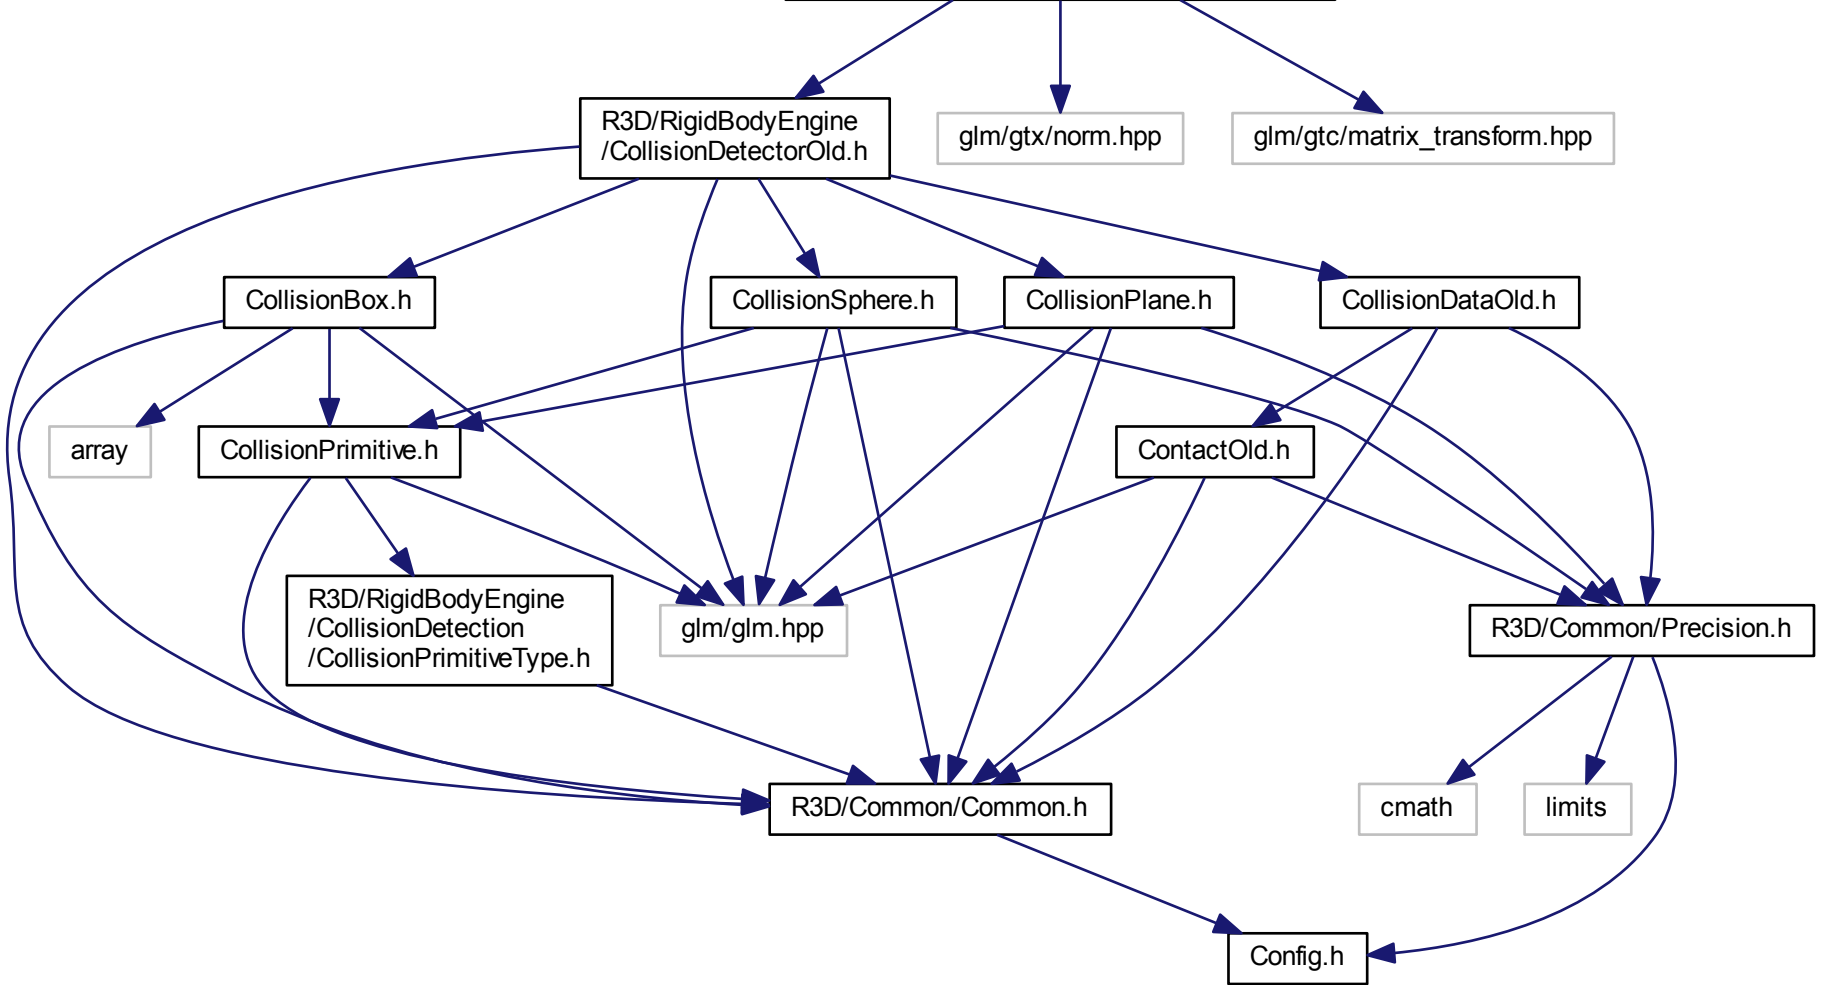 R3D/RigidBodyEngine
/CollisionDetectorOld.h
glm/gtx/norm.hpp
glm/gtc/matrix_transform.hpp
CollisionBox.h
CollisionSphere.h
CollisionPlane.h
CollisionDataOld.h
array
CollisionPrimitive.h
ContactOld.h
R3D/RigidBodyEngine
/CollisionDetection
/CollisionPrimitiveType.h
glm/glm.hpp
R3D/Common/Precision.h
R3D/Common/Common.h
cmath
limits
Config.h